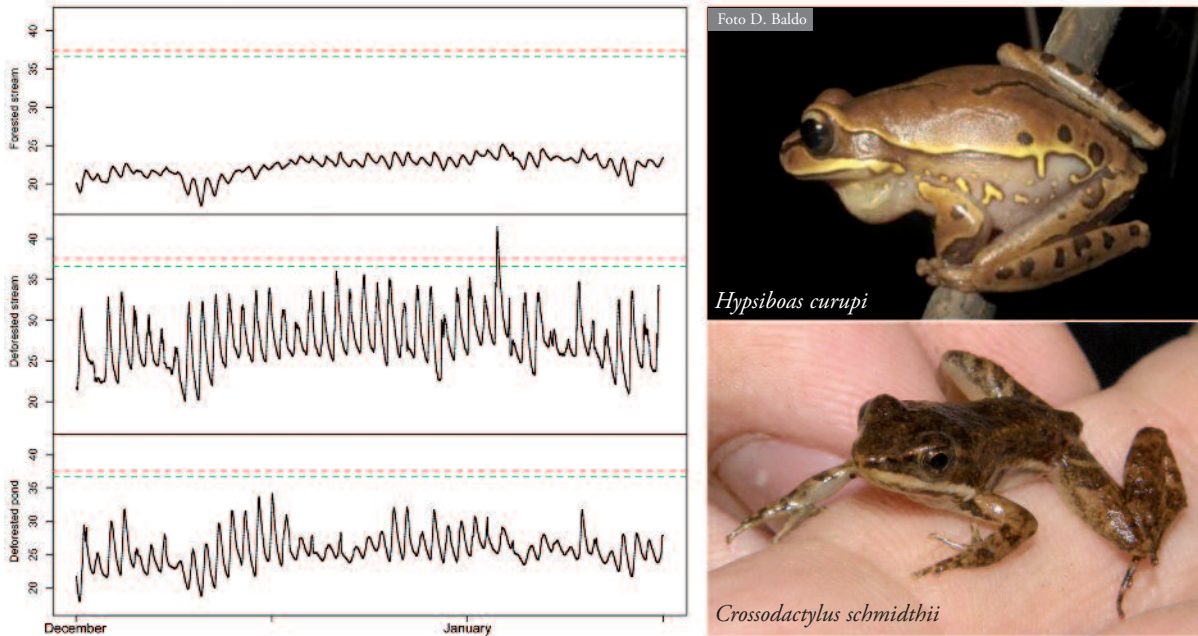 Forested stream
40
35
30
25
20
Deforested stream
40
35
30
25
20
Deforested pond
40
35
30
25
20
December
January
Foto D. Baldo
Hypsiboas curupi
Crossodactylus schmidthii